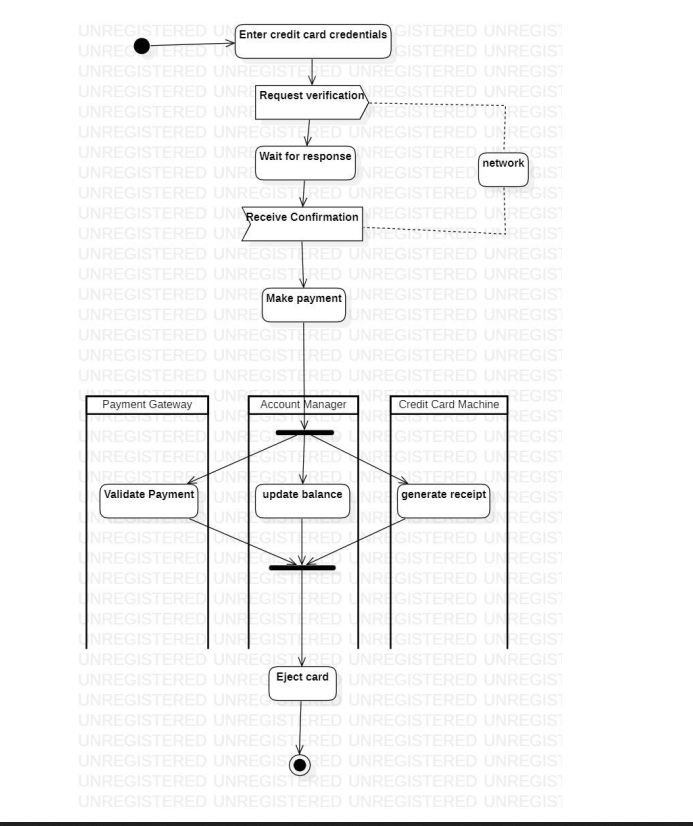 Enter credit card credentials
Request verification
Wait for response
network
Receive Confirmation
Make payment
Payment Gateway
Account Manager
Credit Card Machine
Validate Payment
update balance
generate receipt
Eject card
UNREGISTERED UNREGISTERED UNREGISTERED UNREGIST